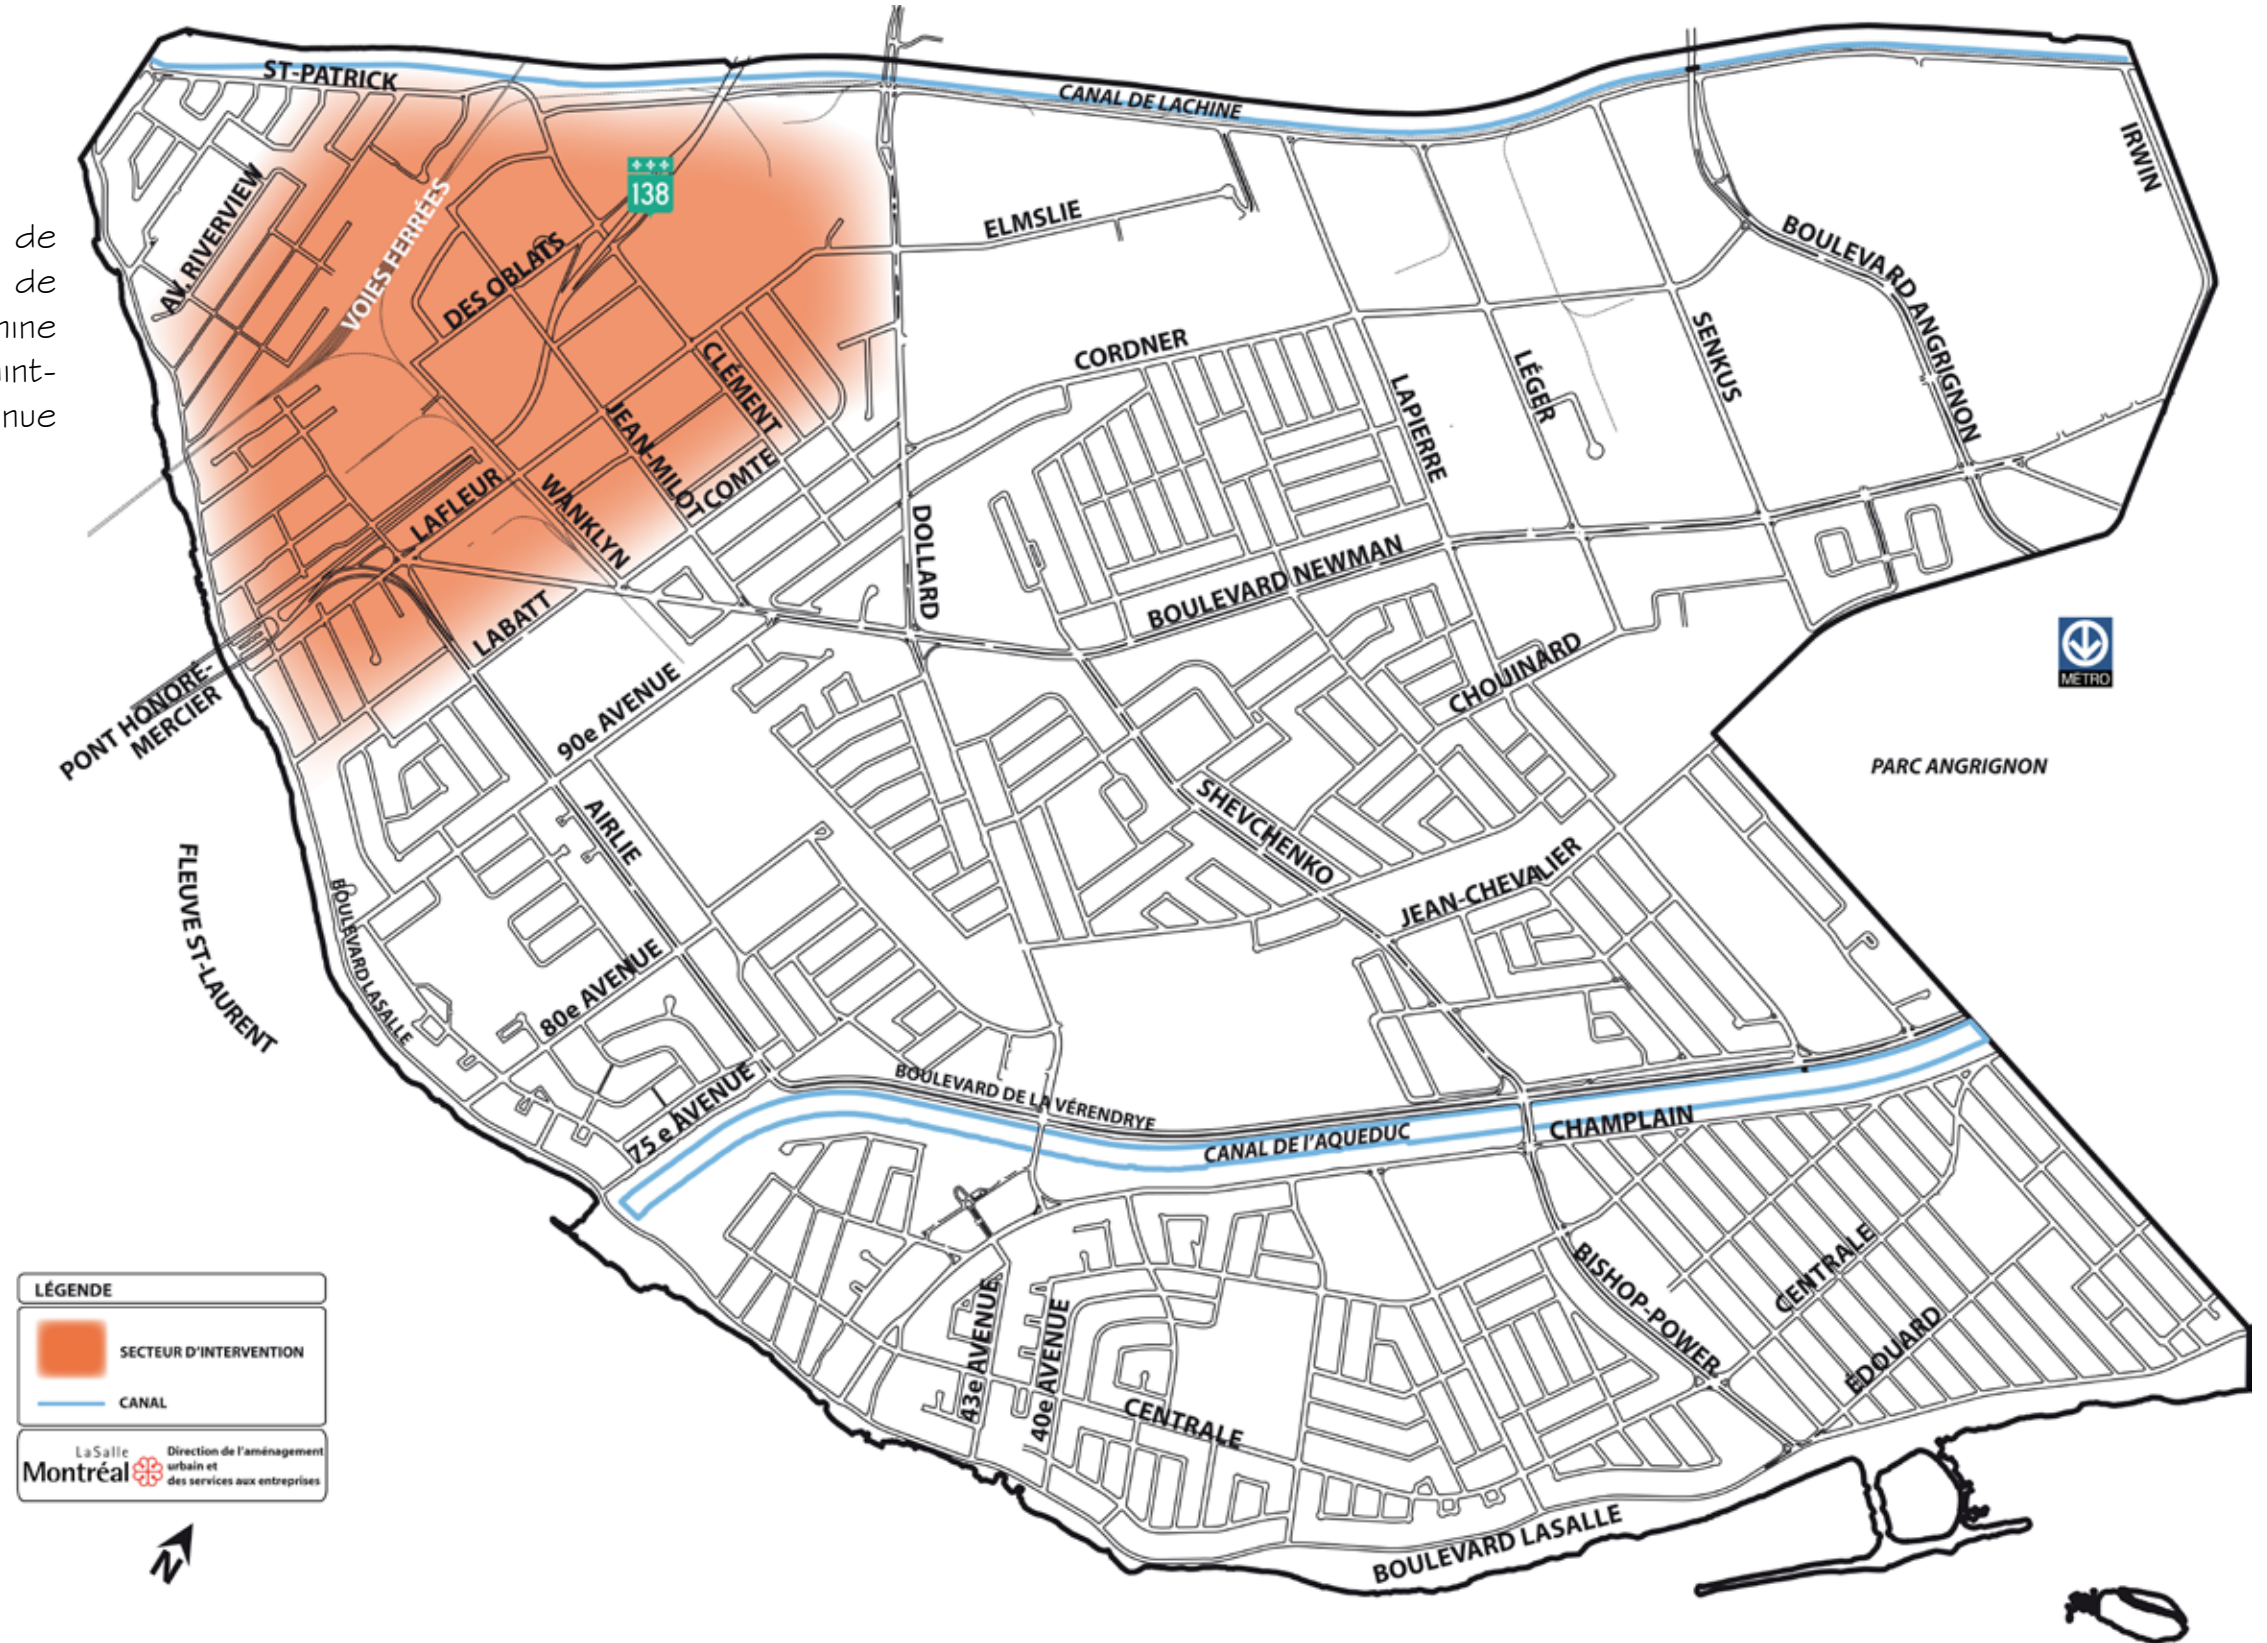 de
de
nine
int-
nue
ST-PATRICK
CANAL DE LACHINE
IRWIN
AV. RIVERVIEW
VOIES FERRÉES
138
DES OBLATS
ELMSLIE
BOULEVARD ANGRIGNON
CORDNER
SENKUS
LÉGER
LAPIERRE
CLÉMENT
JEAN-MILOT
COMTE
LAFLEUR
WANKLYN
DOLLARD
BOULEVARD NEWMAN
LABATT
CHOUINARD
MÉTRO
PONT HONORÉ-
MERCIER
90e AVENUE
PARC ANGRIGNON
AIRLIE
SHEVCHENKO
JEAN-CHEVALIER
FLEUVE ST-LAURENT
BOULEVARD LASALLE
80e AVENUE
75 e AVENUE
BOULEVARD DE LA VÉRENDRYE
CANAL DE l'AQUEDUC
CHAMPLAIN
BISHOP-POWER
CENTRALE
ÉDOUARD
43e AVENUE
40e AVENUE
CENTRALE
BOULEVARD LASALLE
LÉGENDE
SECTEUR D'INTERVENTION
CANAL
LaSalle
Montréal
Direction de l'aménagement
urbain et
des services aux entreprises
N